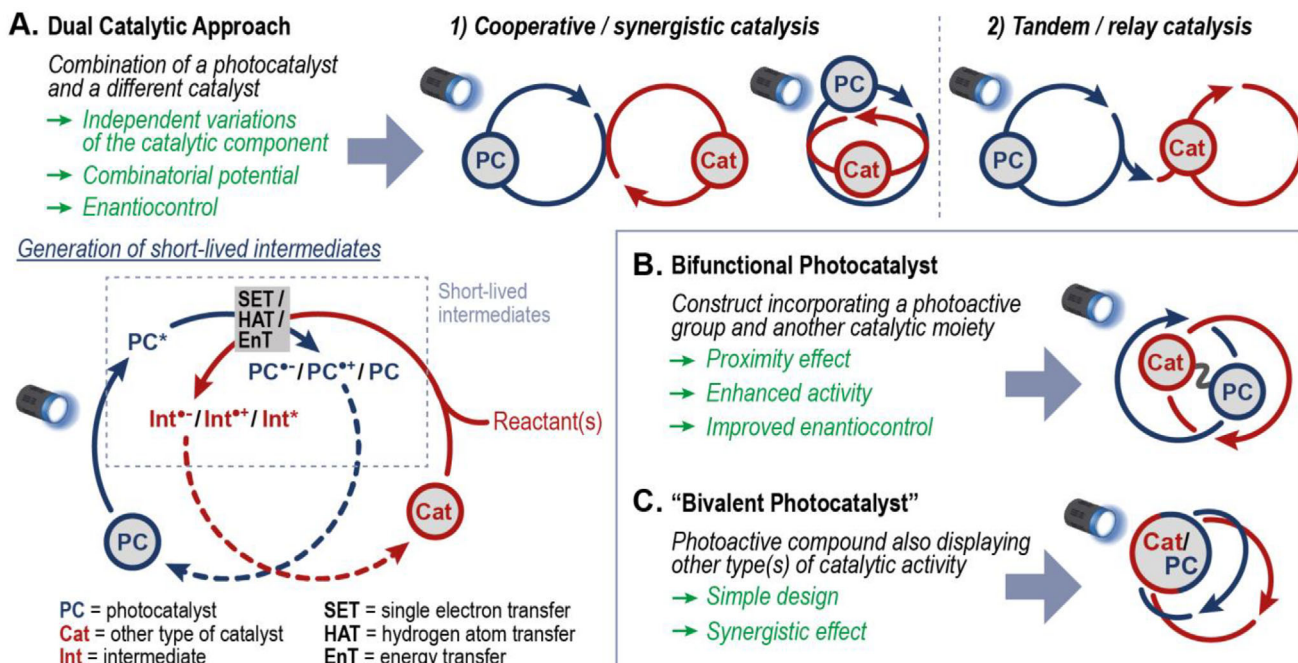 A. Dual Catalytic Approach
Combination of a photocatalyst
and a different catalyst
→ Independent variations
of the catalytic component
→ Combinatorial potential
→ Enantiocontrol
1) Cooperative / synergistic catalysis
PC
Cat
PC
Cat
2) Tandem / relay catalysis
PC
Cat
Generation of short-lived intermediates
SET /
HAT /
EnT
Short-lived
intermediates
PC*
PC•-/PC•+/PC
Int•-/Int•+/Int*
Reactant(s)
PC
Cat
PC = photocatalyst
Cat = other type of catalyst
Int = intermediate
SET = single electron transfer
HAT = hydrogen atom transfer
EnT = energy transfer
B. Bifunctional Photocatalyst
Construct incorporating a photoactive
group and another catalytic moiety
→ Proximity effect
→ Enhanced activity
→ Improved enantiocontrol
Cat
PC
C. “Bivalent Photocatalyst”
Photoactive compound also displaying
other type(s) of catalytic activity
→ Simple design
→ Synergistic effect
Cat/
PC